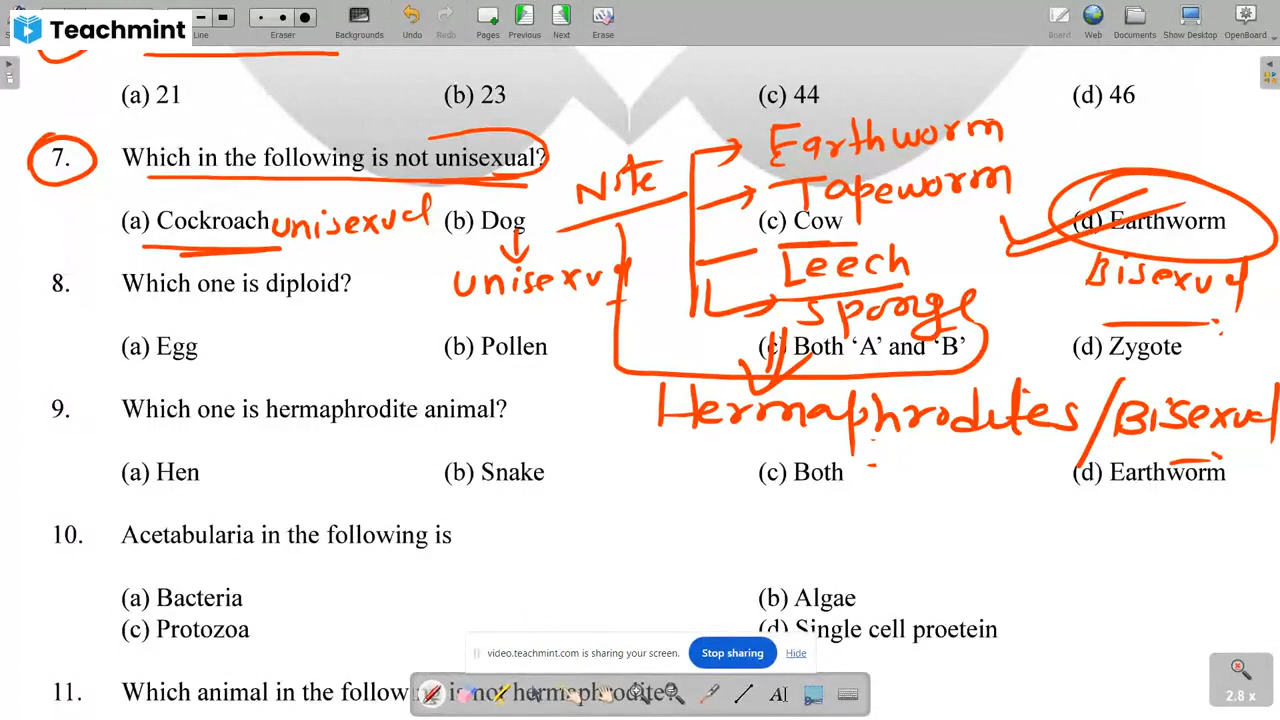 Teachmint
Line
Eraser
Backgrounds
Undo
Redo
Pages
Previous
Next
Erase
Board
Web
Documents
Show Desktop
OpenBoard
(a) 21 (b) 23 (c) 44 (d) 46
Earthworm
7. Which in the following is not unisexual?
Note
Tapeworm
(a) Cockroach unisexual (b) Dog (c) Cow (d) Earthworm
unisexual
Leech
Bisexual
8. Which one is diploid?
Sponge
(a) Egg (b) Pollen (c) Both ‘A’ and ‘B’ (d) Zygote
9. Which one is hermaphrodite animal?
Hermaphrodites / Bisexual
(a) Hen (b) Snake (c) Both (d) Earthworm
10. Acetabularia in the following is
(a) Bacteria (b) Algae
(c) Protozoa (d) Single cell proetein
video.teachmint.com is sharing your screen. Stop sharing Hide
11. Which animal in the following is not hermaphrodite?
2.8 x